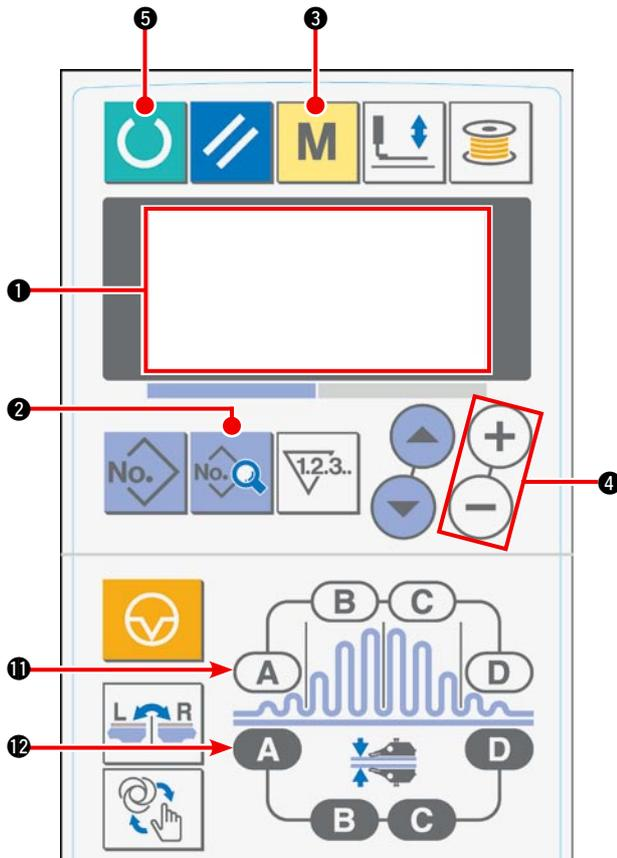 ❺ ❸
M
❶
❷
No. No. 1.2.3.. + −
❹
B C
⓫ A D
L R
⓬ A D
B C